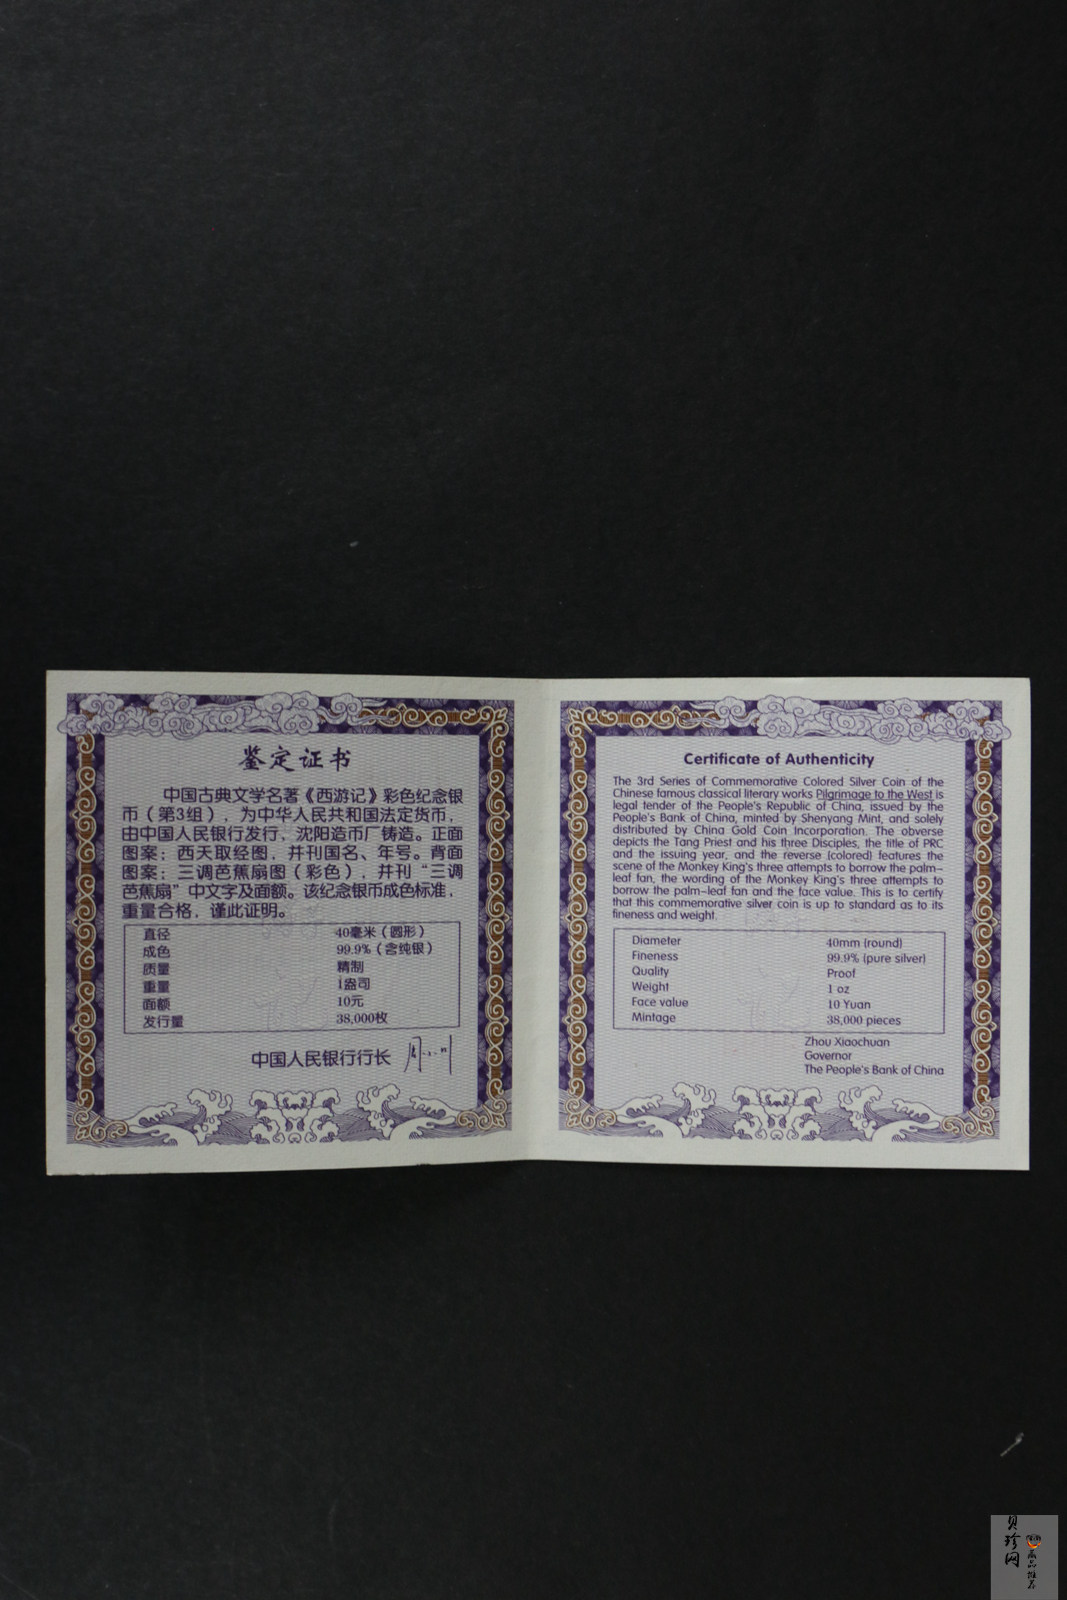 鉴定证书
中国古典文学名著《西游记》彩色纪念银
币（第3组），为中华人民共和国法定货币，
由中国人民银行发行，沈阳造币厂铸造。正面
图案：西天取经图，并刊国名、年号。背面
图案：三调芭蕉扇图（彩色），并刊“三调
芭蕉扇”中文字及面额。该纪念银币成色标准，
重量合格，谨此证明。
直径 40毫米（圆形）
成色 99.9%（含纯银）
质量 精制
重量 1盎司
面额 10元
发行量 38,000枚
中国人民银行行长 周小川
Certificate of Authenticity
The 3rd Series of Commemorative Colored Silver Coin of the
Chinese famous classical literary works Pilgrimage to the West is
legal tender of the People's Republic of China, issued by the
People's Bank of China, minted by Shenyang Mint, and solely
distributed by China Gold Coin Incorporation. The obverse
depicts the Tang Priest and his three Disciples, the title of PRC
and the issuing year, and the reverse (colored) features the
scene of the Monkey King's three attempts to borrow the palm-
leaf fan, the wording of the Monkey King's three attempts to
borrow the palm-leaf fan and the face value. This is to certify
that this commemorative silver coin is up to standard as to its
fineness and weight.
Diameter 40mm (round)
Fineness 99.9% (pure silver)
Quality Proof
Weight 1 oz
Face value 10 Yuan
Mintage 38,000 pieces
Zhou Xiaochuan
Governor
The People's Bank of China
贝珍网
藏品推荐